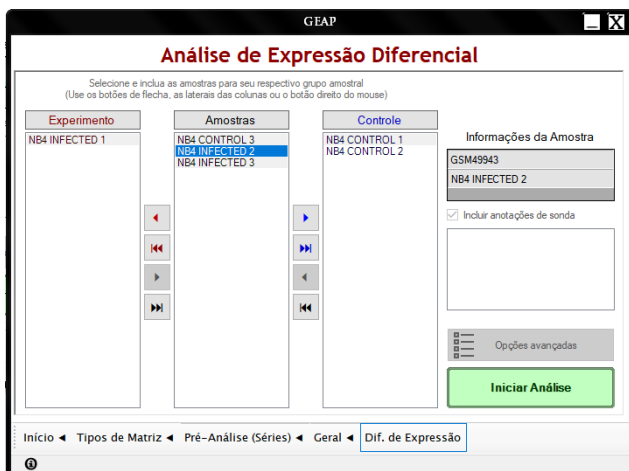 GEAP
Análise de Expressão Diferencial
Selecione e inclua as amostras para seu respectivo grupo amostral
(Use os botões de flecha, as laterais das colunas ou o botão direito do mouse)
Experimento
NB4 INFECTED 1
Amostras
NB4 CONTROL 3
NB4 INFECTED 2
NB4 INFECTED 3
Controle
NB4 CONTROL 1
NB4 CONTROL 2
Informações da Amostra
GSM49943
NB4 INFECTED 2
Incluir anotações de sonda
Opções avançadas
Iniciar Análise
Início ◄ Tipos de Matriz ◄ Pré-Análise (Séries) ◄ Geral ◄ Dif. de Expressão